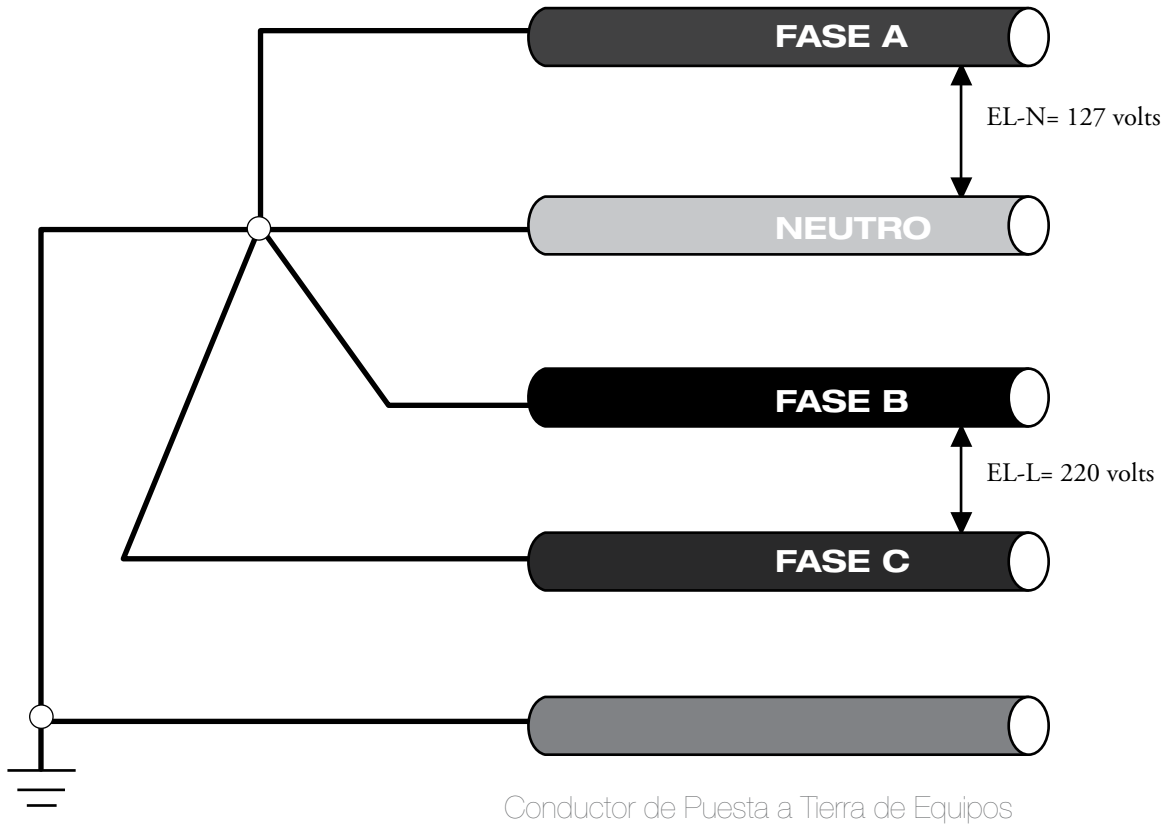 FASE A
EL-N= 127 volts
NEUTRO
FASE B
EL-L= 220 volts
FASE C
Conductor de Puesta a Tierra de Equipos